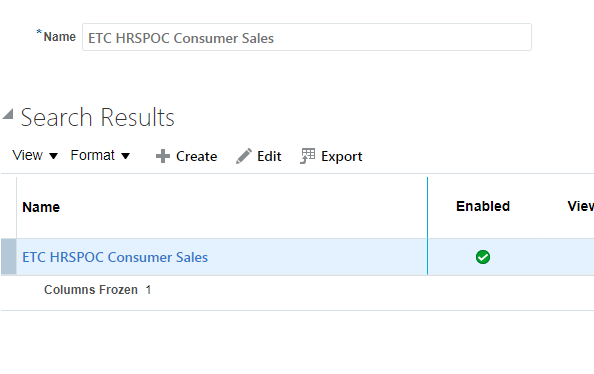 * Name ETC HRSPOC Consumer Sales
Search Results
View Format Create Edit Export
Name Enabled View
ETC HRSPOC Consumer Sales
Columns Frozen 1